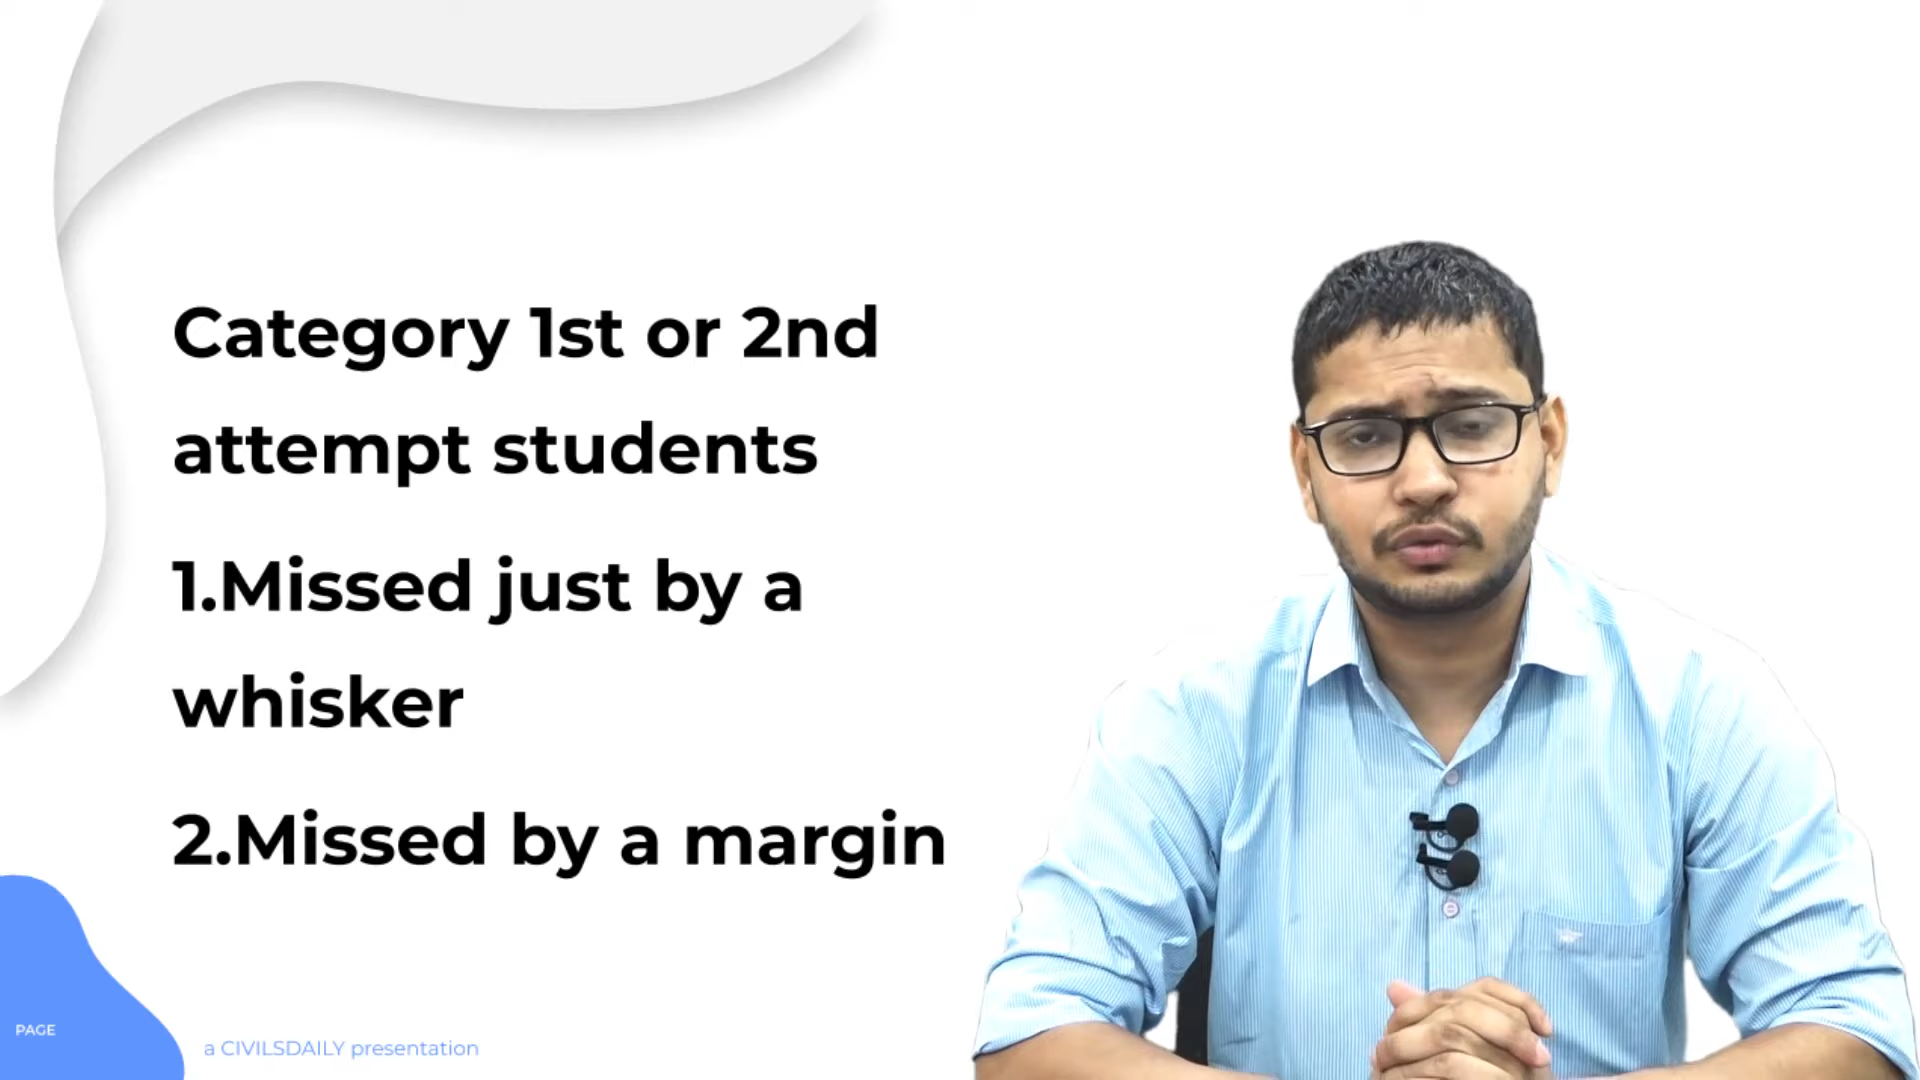 Category 1st or 2nd
attempt students
1.Missed just by a
whisker
2.Missed by a margin
PAGE
a CIVILSDAILY presentation